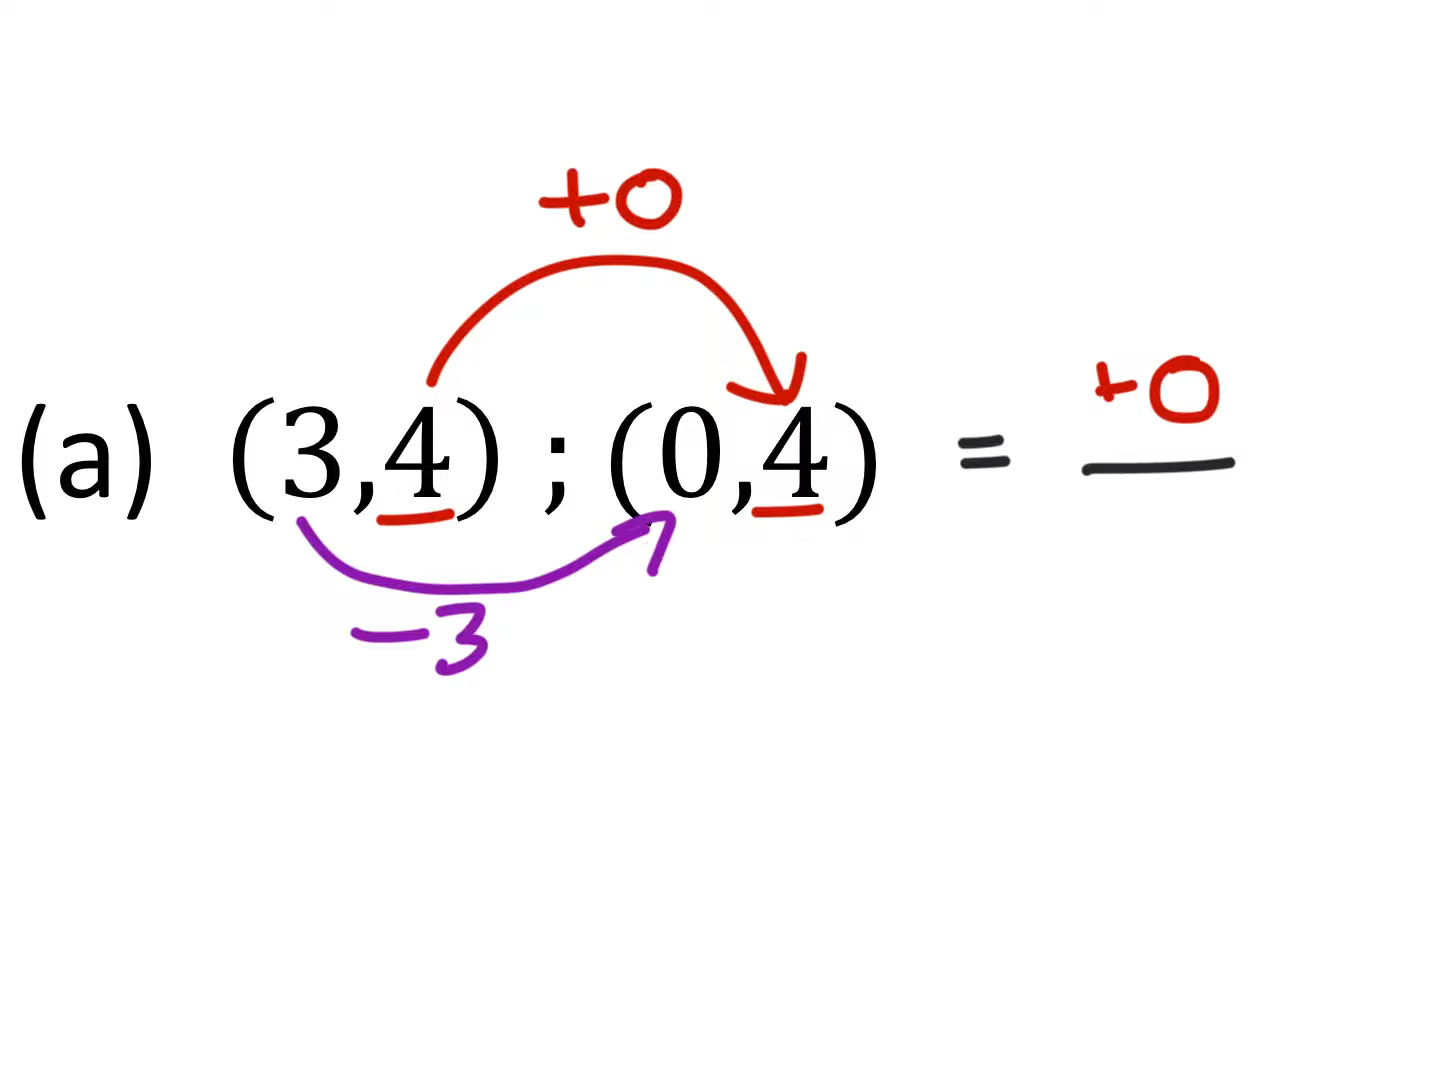 +0
(a) (3,4) ; (0,4) = +0
-3